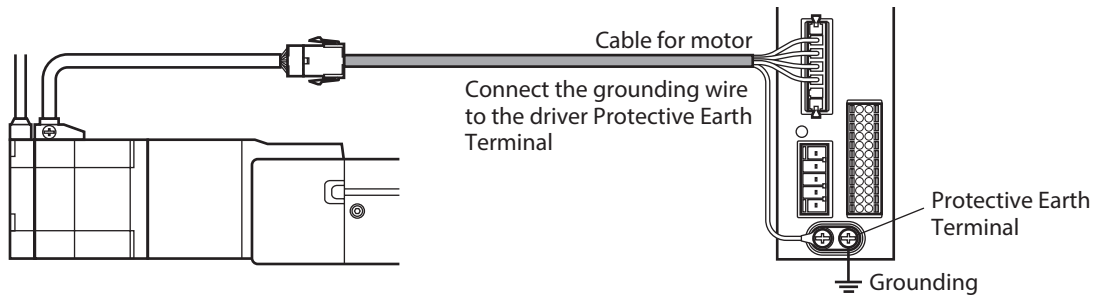 Cable for motor
Connect the grounding wire
to the driver Protective Earth
Terminal
Protective Earth
Terminal
Grounding